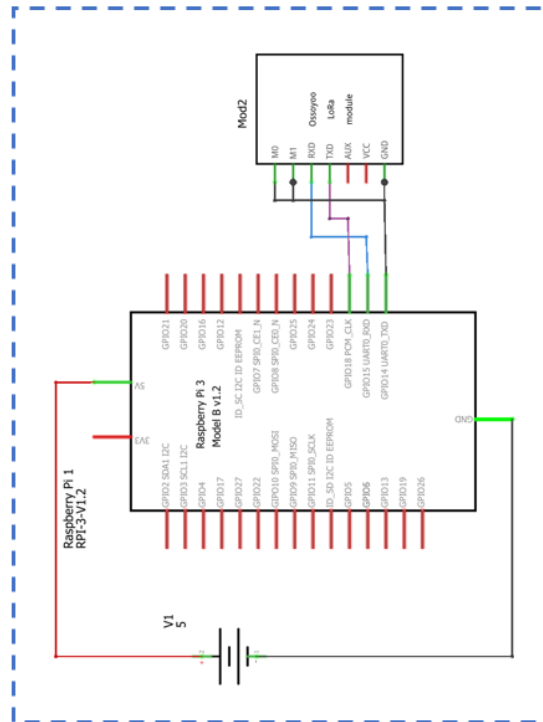 Mod2
Ossoyoo
LoRa
module
M0
M1
RXD
TXD
AUX
VCC
GND
GPIO21
GPIO20
GPIO16
GPIO12
ID_SC I2C ID EEPROM
GPIO7 SPI0_CE1_N
GPIO8 SPI0_CE0_N
GPIO25
GPIO24
GPIO23
GPIO18 PCM_CLK
GPIO15 UART0_RXD
GPIO14 UART0_TXD
5V
3V3
GND
Raspberry Pi 3
Model B v1.2
Raspberry Pi 1
RPI-3-V1.2
GPIO2 SDA1 I2C
GPIO3 SCL1 I2C
GPIO4
GPIO17
GPIO27
GPIO22
GIPO10 SPI0_MOSI
GPIO9 SPI0_MISO
GPIO11 SPI0_SCLK
ID_SD I2C ID EEPROM
GPIO5
GPIO6
GPIO13
GPIO19
GPIO26
V1
5